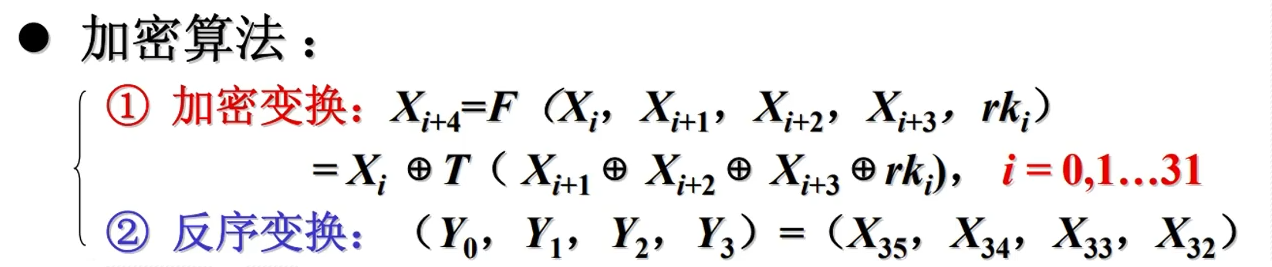 ● 加密算法：
① 加密变换：Xi+4=F（Xi，Xi+1，Xi+2，Xi+3，rki）
= Xi ⊕ T（ Xi+1 ⊕ Xi+2 ⊕ Xi+3 ⊕ rki)， i = 0,1…31
② 反序变换：（Y0，Y1，Y2，Y3）=（X35，X34，X33，X32）